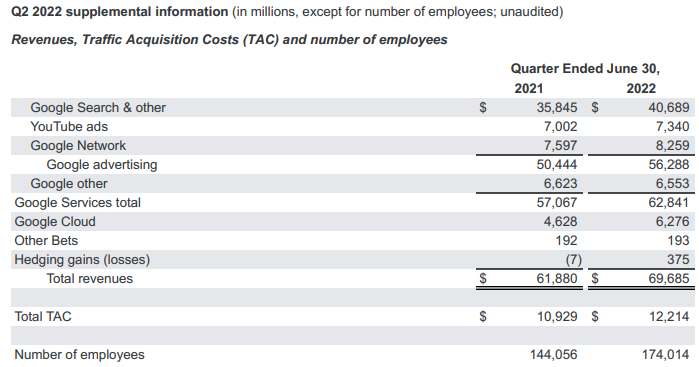 Q2 2022 supplemental information (in millions, except for number of employees; unaudited)
Revenues, Traffic Acquisition Costs (TAC) and number of employees
Quarter Ended June 30,
2021 2022
Google Search & other $ 35,845 $ 40,689
YouTube ads 7,002 7,340
Google Network 7,597 8,259
Google advertising 50,444 56,288
Google other 6,623 6,553
Google Services total 57,067 62,841
Google Cloud 4,628 6,276
Other Bets 192 193
Hedging gains (losses) (7) 375
Total revenues $ 61,880 $ 69,685
Total TAC $ 10,929 $ 12,214
Number of employees 144,056 174,014